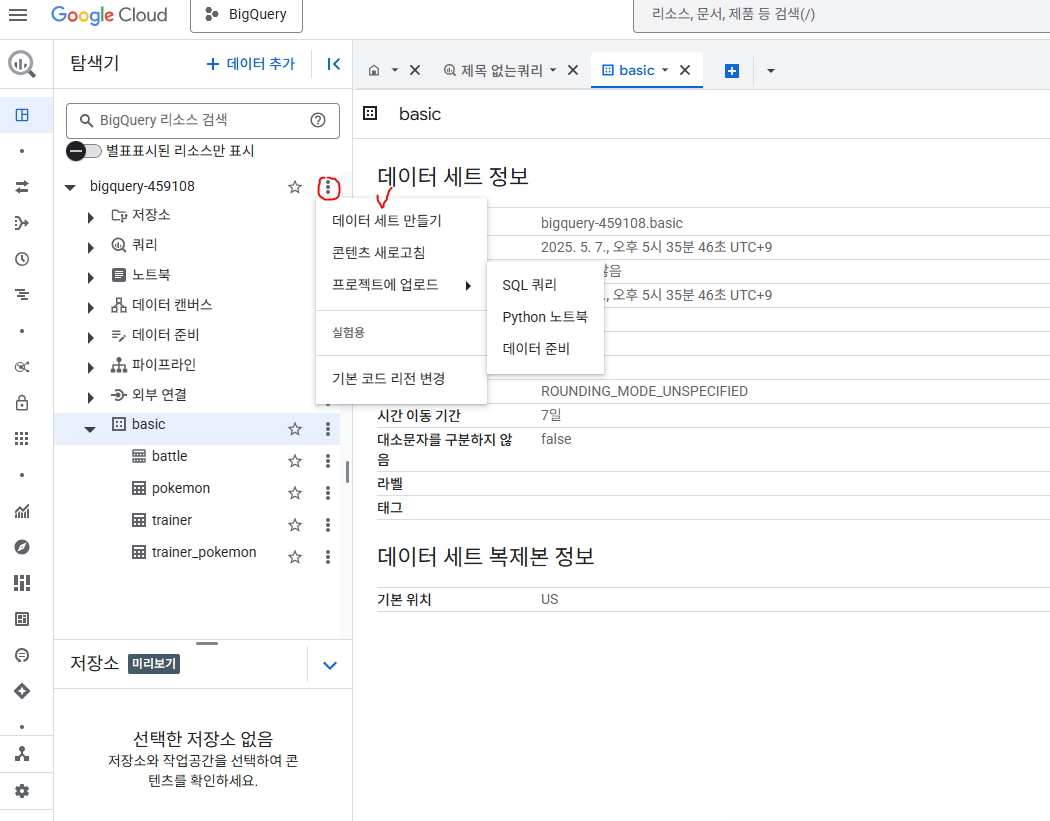 Google Cloud
BigQuery
리소스, 문서, 제품 등 검색(/)
탐색기
데이터 추가
제목 없는쿼리
basic
BigQuery 리소스 검색
별표표시된 리소스만 표시
basic
bigquery-459108
저장소
쿼리
노트북
데이터 캔버스
데이터 준비
파이프라인
외부 연결
basic
battle
pokemon
trainer
trainer_pokemon
데이터 세트 만들기
콘텐츠 새로고침
프로젝트에 업로드
실험용
기본 코드 리전 변경
SQL 쿼리
Python 노트북
데이터 준비
데이터 세트 정보
bigquery-459108.basic
2025. 5. 7., 오후 5시 35분 46초 UTC+9
음
., 오후 5시 35분 46초 UTC+9
ROUNDING_MODE_UNSPECIFIED
시간 이동 기간 7일
대소문자를 구분하지 않 false
음
라벨
태그
데이터 세트 복제본 정보
기본 위치 US
저장소 미리보기
선택한 저장소 없음
저장소와 작업공간을 선택하여 콘
텐츠를 확인하세요.